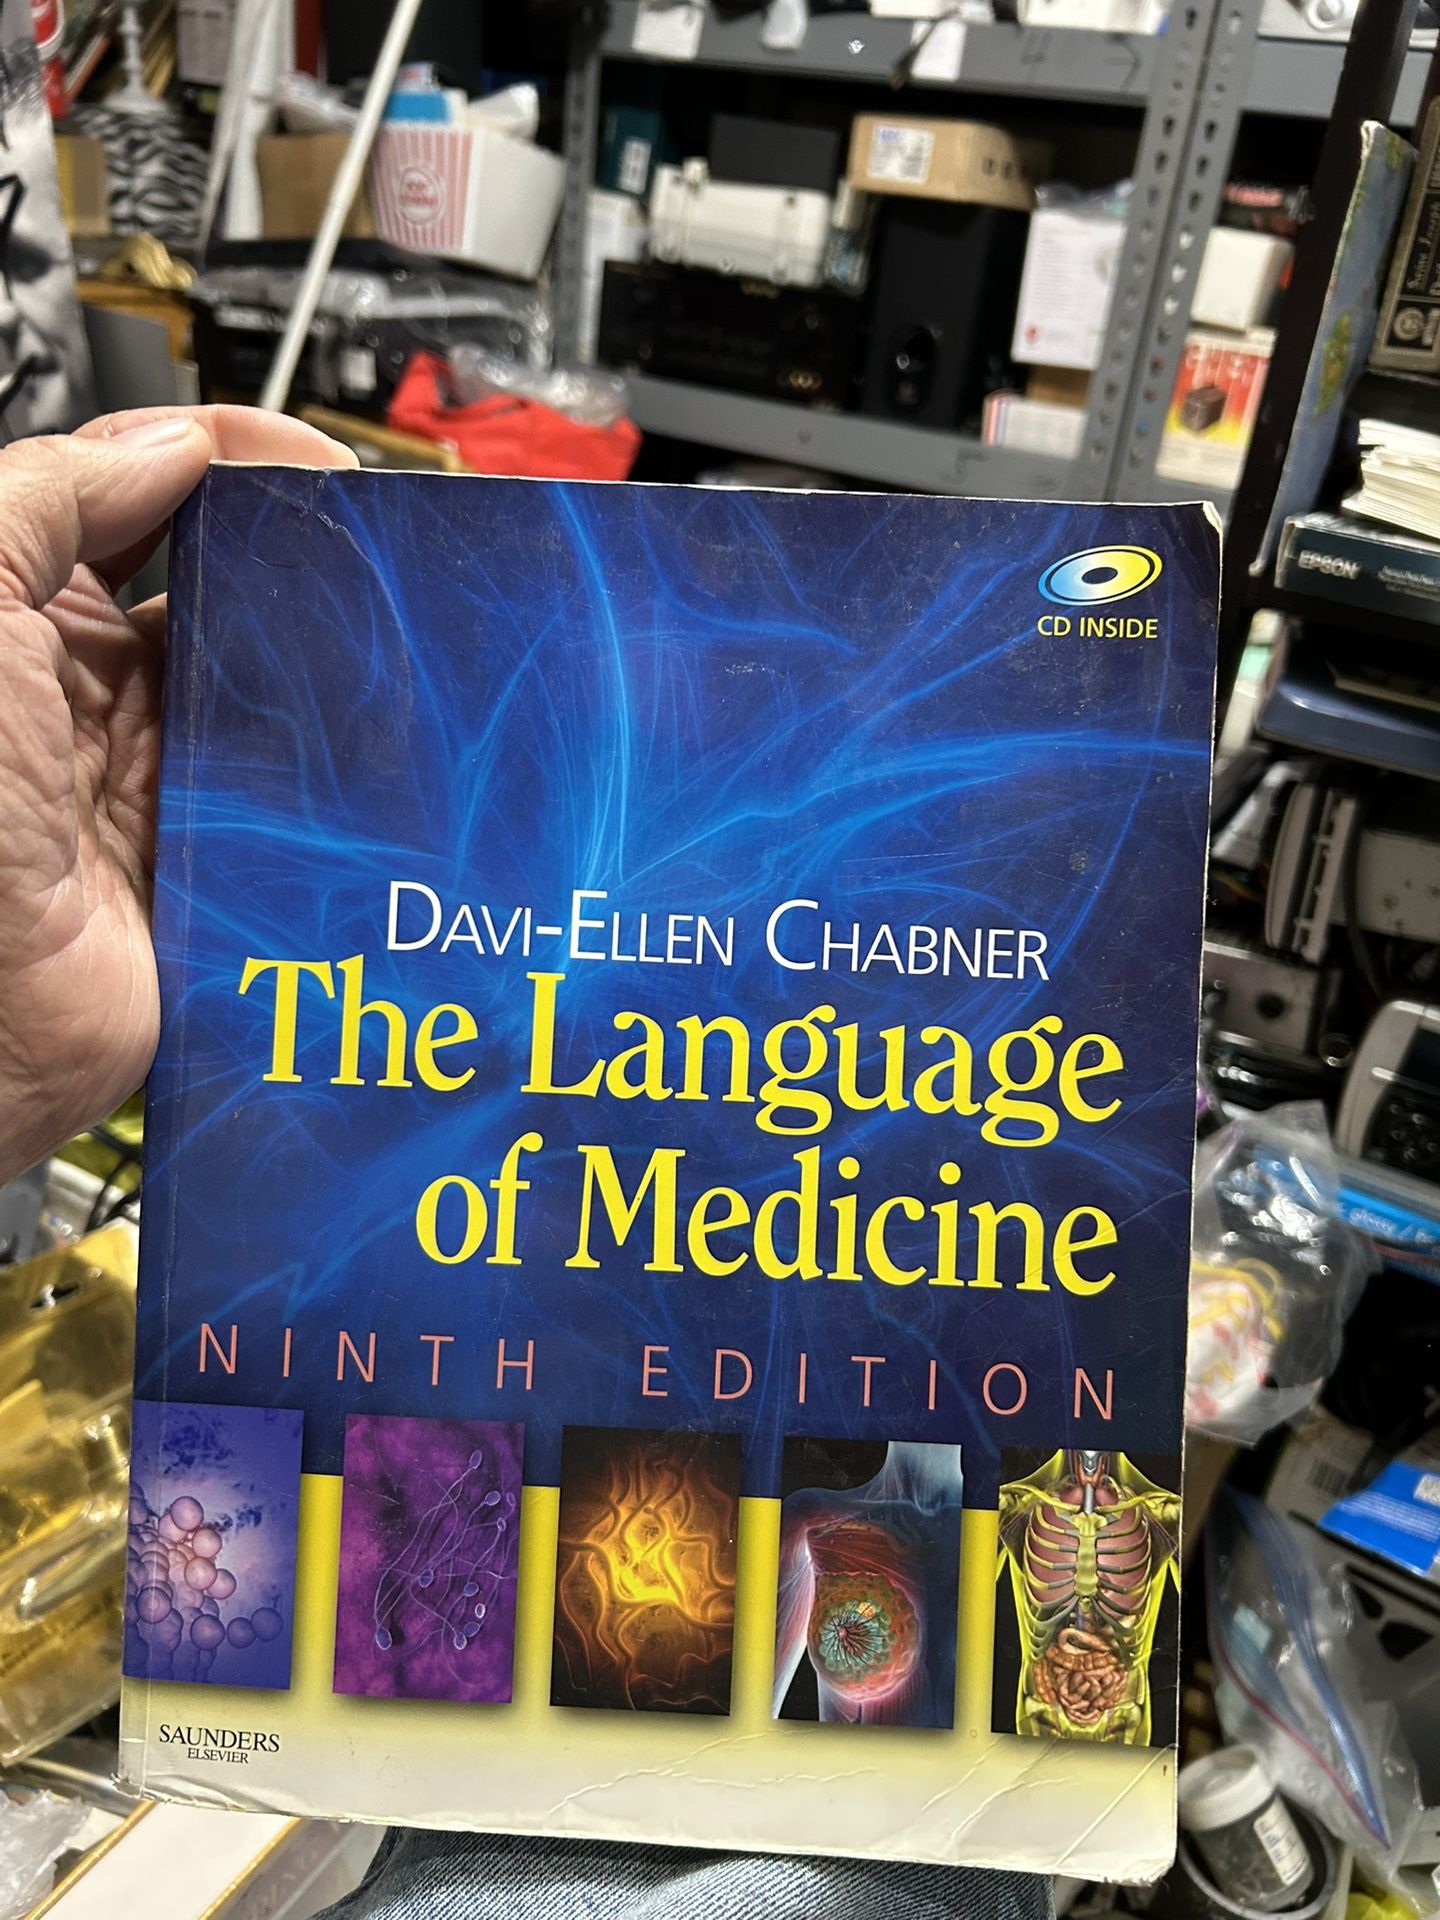 EPSON
CD INSIDE
DAVI-ELLEN CHABNER
The Language
of Medicine
NINTH EDITION
SAUNDERS
ELSEVIER